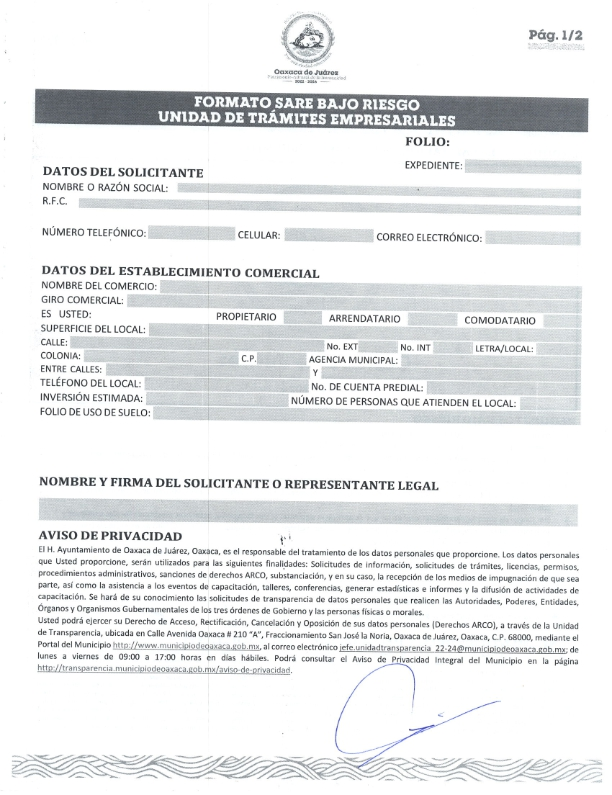 Pág. 1/2
Oaxaca de Juárez
FORMATO SARE BAJO RIESGO
UNIDAD DE TRÁMITES EMPRESARIALES
FOLIO:
EXPEDIENTE:
DATOS DEL SOLICITANTE
NOMBRE O RAZÓN SOCIAL:
R.F.C.
NÚMERO TELEFÓNICO: CELULAR: CORREO ELECTRÓNICO:
DATOS DEL ESTABLECIMIENTO COMERCIAL
NOMBRE DEL COMERCIO:
GIRO COMERCIAL:
ES USTED: PROPIETARIO ARRENDATARIO COMODATARIO
SUPERFICIE DEL LOCAL:
CALLE: No. EXT No. INT LETRA/LOCAL:
COLONIA: C.P. AGENCIA MUNICIPAL:
ENTRE CALLES: Y
TELÉFONO DEL LOCAL: No. DE CUENTA PREDIAL:
INVERSIÓN ESTIMADA: NÚMERO DE PERSONAS QUE ATIENDEN EL LOCAL:
FOLIO DE USO DE SUELO:
NOMBRE Y FIRMA DEL SOLICITANTE O REPRESENTANTE LEGAL
AVISO DE PRIVACIDAD
El H. Ayuntamiento de Oaxaca de Juárez, Oaxaca, es el responsable del tratamiento de los datos personales que proporcione. Los datos personales
que Usted proporcione, serán utilizados para las siguientes finalidades: Solicitudes de información, solicitudes de trámites, licencias, permisos,
procedimientos administrativos, sanciones de derechos ARCO, substanciación, y en su caso, la recepción de los medios de impugnación de que sea
parte, así como la asistencia a los eventos de capacitación, talleres, conferencias, generar estadísticas e informes y la difusión de actividades de
capacitación. Se hará de su conocimiento las solicitudes de transparencia de datos personales que realicen las Autoridades, Poderes, Entidades,
Órganos y Organismos Gubernamentales de los tres órdenes de Gobierno y las personas físicas o morales.
Usted podrá ejercer su Derecho de Acceso, Rectificación, Cancelación y Oposición de sus datos personales (Derechos ARCO), a través de la Unidad
de Transparencia, ubicada en Calle Avenida Oaxaca # 210 "A", Fraccionamiento San José la Noria, Oaxaca de Juárez, Oaxaca, C.P. 68000, mediante el
Portal del Municipio http://www.municipiodeoaxaca.gob.mx, al correo electrónico jefe.unidadtransparencia_22-24@municipiodeoaxaca.gob.mx; de
lunes a viernes de 09:00 a 17:00 horas en días hábiles. Podrá consultar el Aviso de Privacidad Integral del Municipio en la página
http://transparencia.municipiodeoaxaca.gob.mx/aviso-de-privacidad.